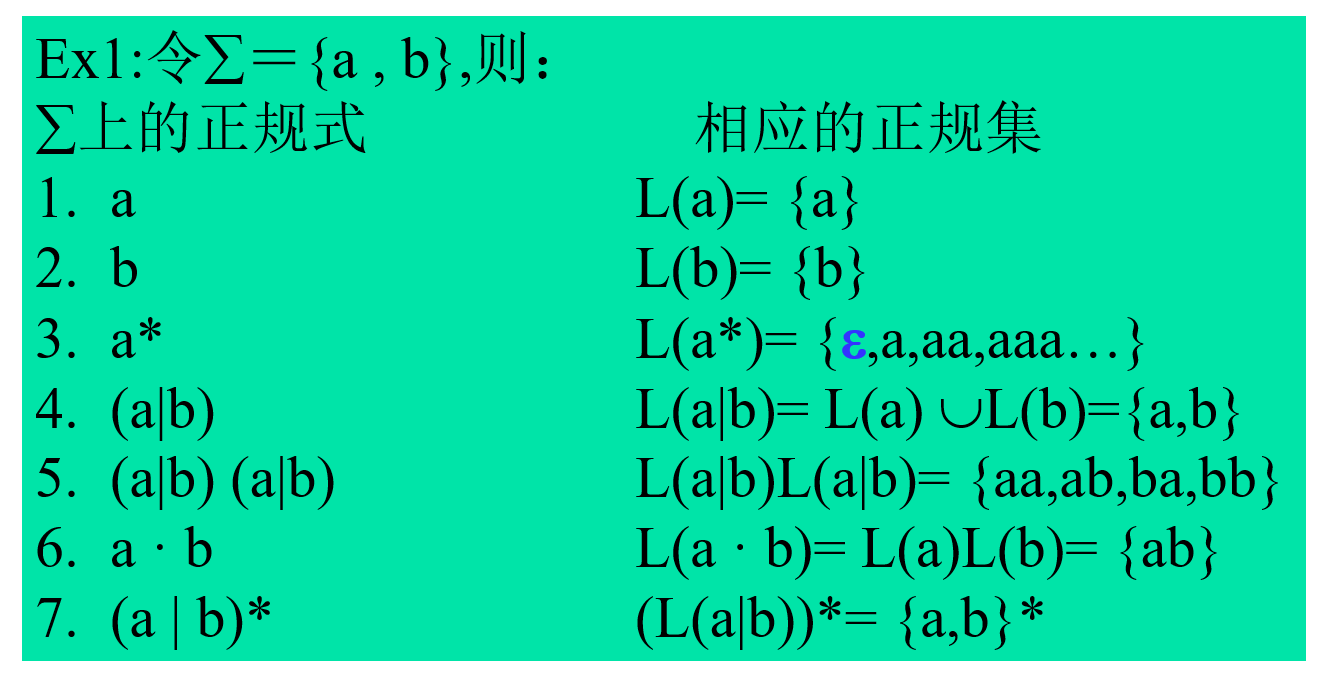 Ex1:令∑＝{a , b},则：
∑上的正规式 相应的正规集
1. a L(a)= {a}
2. b L(b)= {b}
3. a* L(a*)= {ε,a,aa,aaa…}
4. (a|b) L(a|b)= L(a) ∪L(b)={a,b}
5. (a|b) (a|b) L(a|b)L(a|b)= {aa,ab,ba,bb}
6. a · b L(a · b)= L(a)L(b)= {ab}
7. (a | b)* (L(a|b))*= {a,b}*